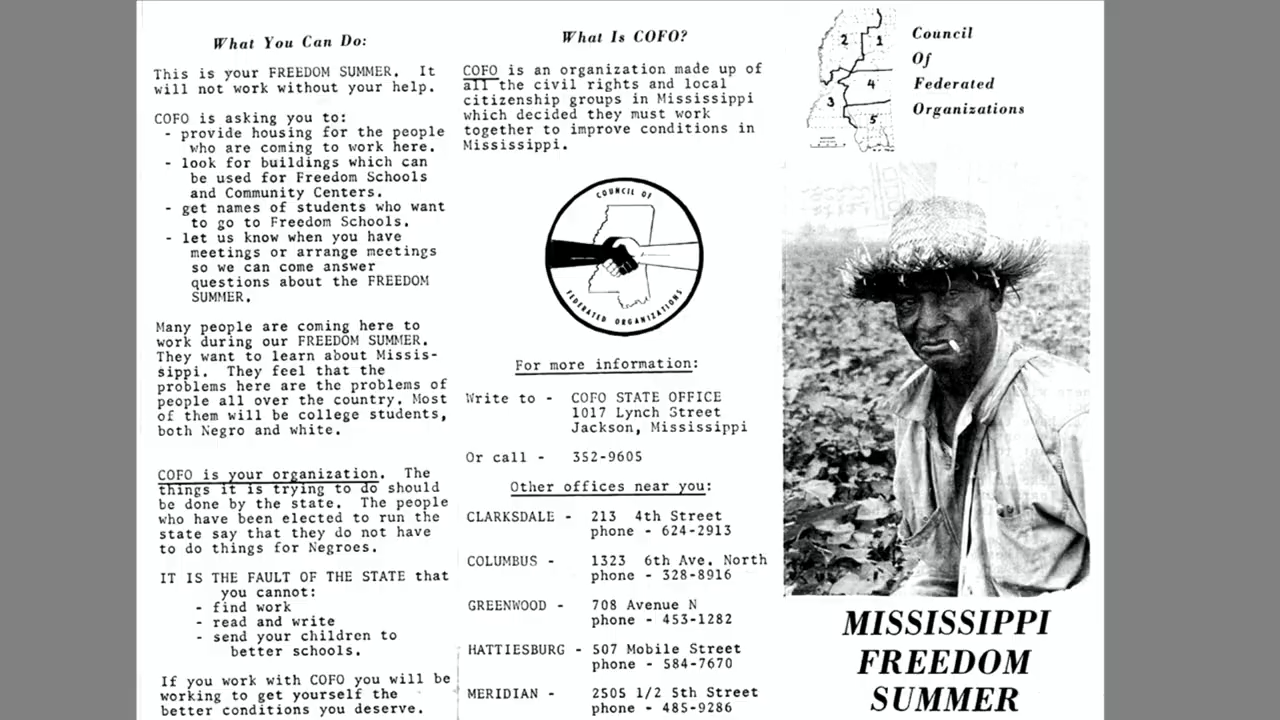 What You Can Do:
This is your FREEDOM SUMMER. It
will not work without your help.
COFO is asking you to:
- provide housing for the people
who are coming to work here.
- look for buildings which can
be used for Freedom Schools
and Community Centers.
- get names of students who want
to go to Freedom Schools.
- let us know when you have
meetings or arrange meetings
so we can come answer
questions about the FREEDOM
SUMMER.
Many people are coming here to
work during our FREEDOM SUMMER.
They want to learn about Missis-
sippi. They feel that the
problems here are the problems of
people all over the country. Most
of them will be college students,
both Negro and white.
COFO is your organization. The
things it is trying to do should
be done by the state. The people
who have been elected to run the
state say that they do not have
to do things for Negroes.
IT IS THE FAULT OF THE STATE that
you cannot:
- find work
- read and write
- send your children to
better schools.
If you work with COFO you will be
working to get yourself the
better conditions you deserve.
What Is COFO?
COFO is an organization made up of
all the civil rights and local
citizenship groups in Mississippi
which decided they must work
together to improve conditions in
Mississippi.
COUNCIL OF
FEDERATED ORGANIZATIONS
For more information:
Write to - COFO STATE OFFICE
1017 Lynch Street
Jackson, Mississippi
Or call - 352-9605
Other offices near you:
CLARKSDALE - 213 4th Street
phone - 624-2913
COLUMBUS - 1323 6th Ave. North
phone - 328-8916
GREENWOOD - 708 Avenue N
phone - 453-1282
HATTIESBURG - 507 Mobile Street
phone - 584-7670
MERIDIAN - 2505 1/2 5th Street
phone - 485-9286
2 1
4
3
5
Council
Of
Federated
Organizations
MISSISSIPPI
FREEDOM
SUMMER